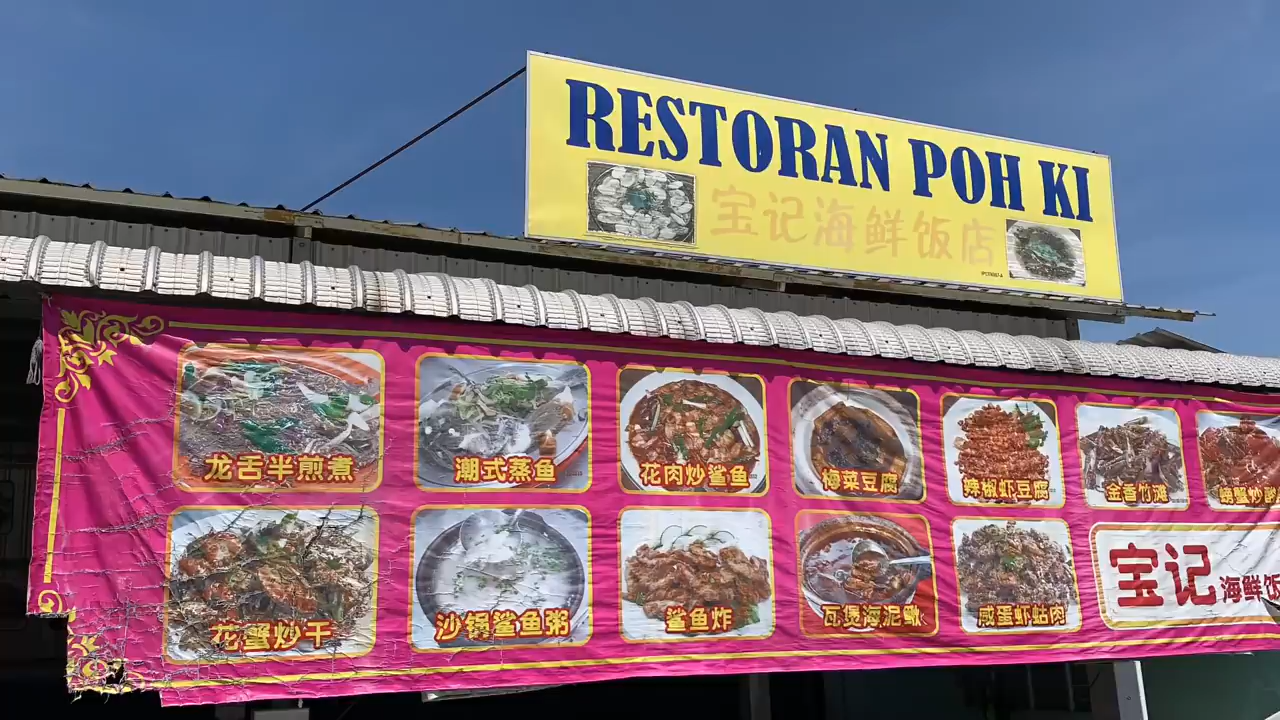 RESTORAN POH KI
宝记海鲜饭店
龙舌半煎煮
潮式蒸鱼
花肉炒鲨鱼
梅菜豆腐
辣椒虾豆腐
金香竹滩
花蟹炒干
沙锅鲨鱼粥
鲨鱼炸
瓦煲海泥鳅
咸蛋虾蛄肉
宝记海鲜饭